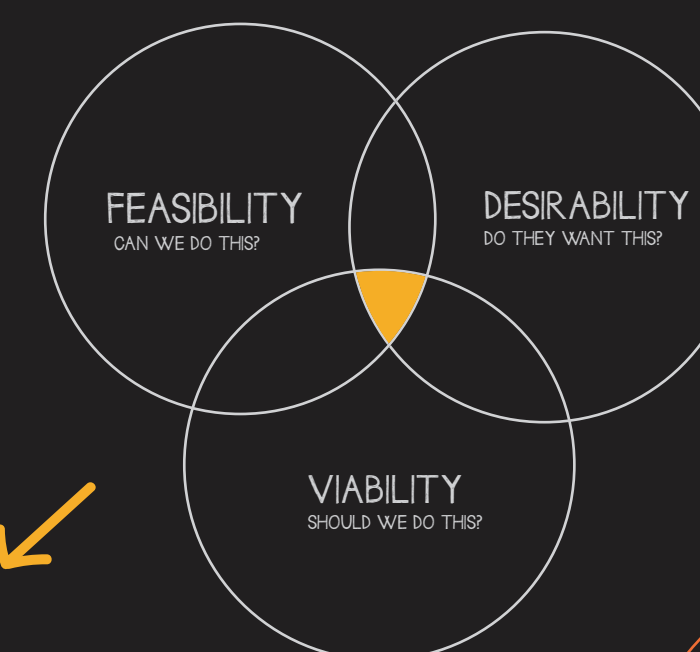 FEASIBILITY
CAN WE DO THIS?
DESIRABILITY
DO THEY WANT THIS?
VIABILITY
SHOULD WE DO THIS?